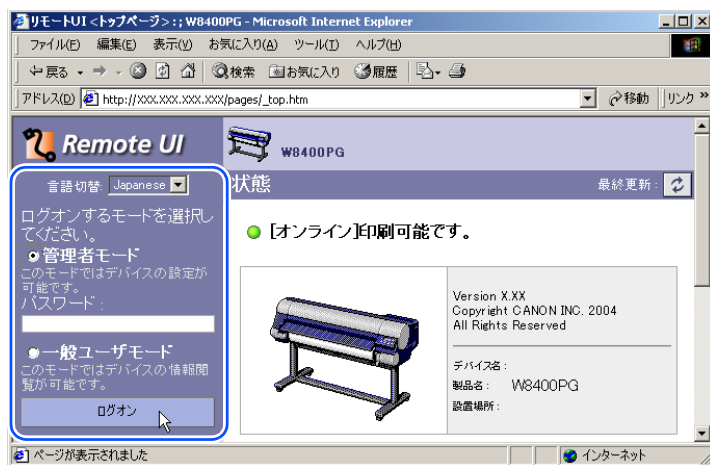 リモートUI <トップページ> : ; W8400PG - Microsoft Internet Explorer
ファイル(F) 編集(E) 表示(V) お気に入り(A) ツール(T) ヘルプ(H)
戻る 検索 お気に入り 履歴
アドレス(D) http://XXX.XXX.XXX.XXX/pages/_top.htm 移動 リンク »
Remote UI
W8400PG
言語切替: Japanese
状態 最終更新:
ログオンするモードを選択し
てください。
管理者モード
このモードではデバイスの設定が
可能です。
パスワード:
一般ユーザモード
このモードではデバイスの情報閲
覧が可能です。
ログオン
[オンライン]印刷可能です。
Version X.XX
Copyright CANON INC. 2004
All Rights Reserved
デバイス名:
製品名: W8400PG
設置場所:
ページが表示されました インターネット